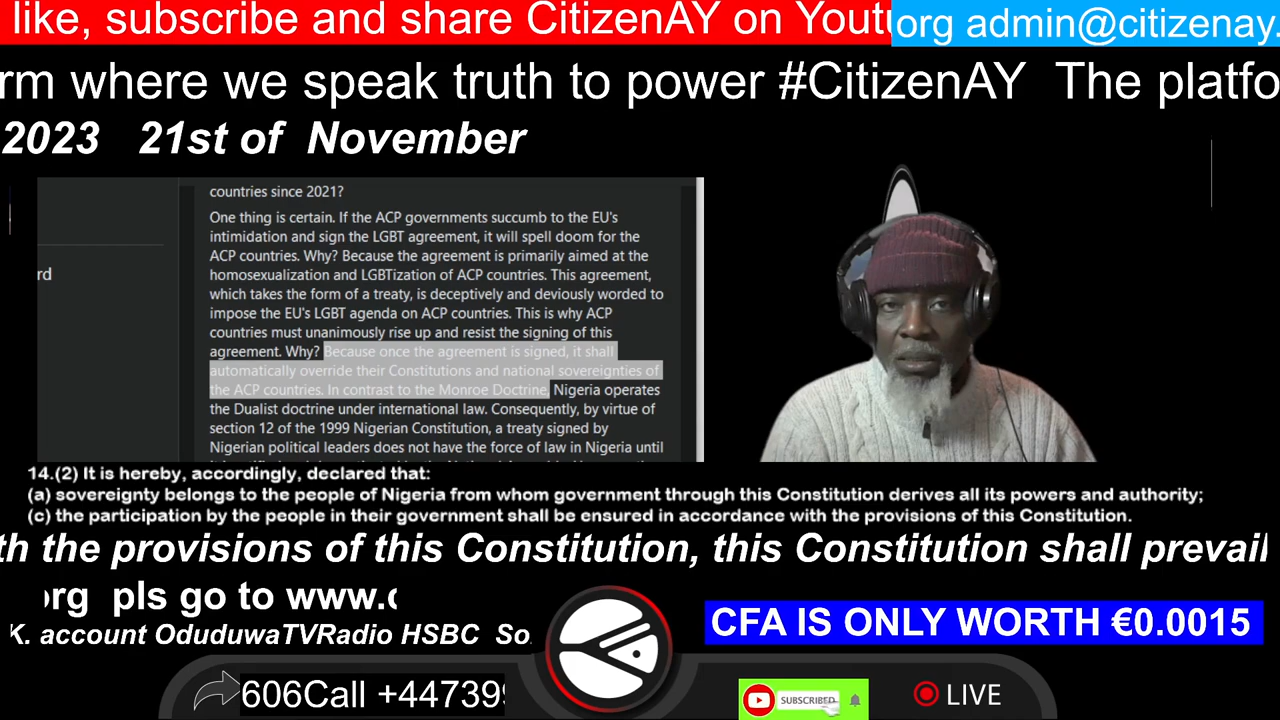 like, subscribe and share CitizenAY on Youtu
org admin@citizenay.
rm where we speak truth to power #CitizenAY The platfo
2023 21st of November
countries since 2021?
One thing is certain. If the ACP governments succumb to the EU's
intimidation and sign the LGBT agreement, it will spell doom for the
ACP countries. Why? Because the agreement is primarily aimed at the
homosexualization and LGBTization of ACP countries. This agreement,
which takes the form of a treaty, is deceptively and deviously worded to
impose the EU's LGBT agenda on ACP countries. This is why ACP
countries must unanimously rise up and resist the signing of this
agreement. Why? Because once the agreement is signed, it shall
automatically override their Constitutions and national sovereignties of
the ACP countries. In contrast to the Monroe Doctrine, Nigeria operates
the Dualist doctrine under international law. Consequently, by virtue of
section 12 of the 1999 Nigerian Constitution, a treaty signed by
Nigerian political leaders does not have the force of law in Nigeria until
rd
14.(2) It is hereby, accordingly, declared that:
(a) sovereignty belongs to the people of Nigeria from whom government through this Constitution derives all its powers and authority;
(c) the participation by the people in their government shall be ensured in accordance with the provisions of this Constitution.
th the provisions of this Constitution, this Constitution shall prevail
org pls go to www.c
K. account OduduwaTVRadio HSBC So
CFA IS ONLY WORTH €0.0015
606Call +447399
SUBSCRIBED
LIVE